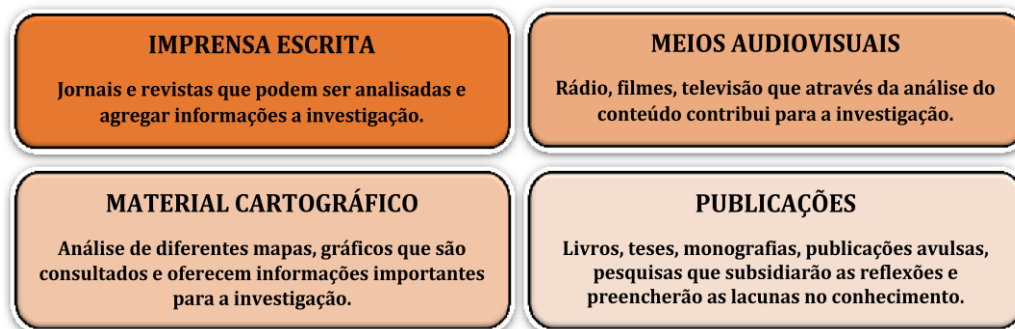 IMPRENSA ESCRITA
Jornais e revistas que podem ser analisadas e
agregar informações a investigação.
MEIOS AUDIOVISUAIS
Rádio, filmes, televisão que através da análise do
conteúdo contribui para a investigação.
MATERIAL CARTOGRÁFICO
Análise de diferentes mapas, gráficos que são
consultados e oferecem informações importantes
para a investigação.
PUBLICAÇÕES
Livros, teses, monografias, publicações avulsas,
pesquisas que subsidiarão as reflexões e
preencherão as lacunas no conhecimento.